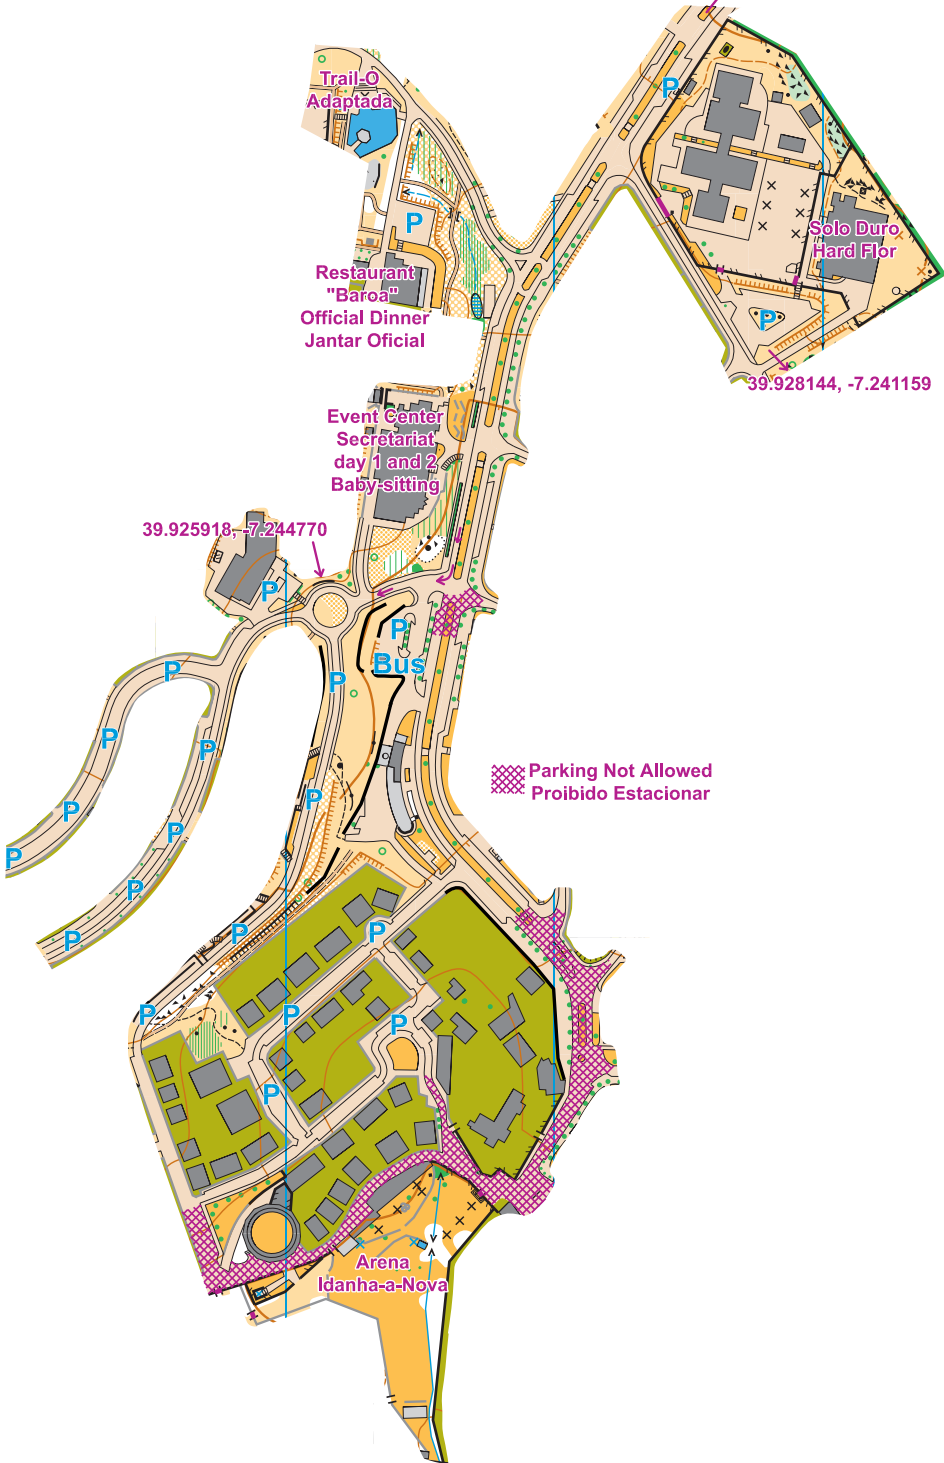 P
Trail-O
Adaptada
P
Solo Duro
Hard Flor
Restaurant
"Baroa"
Official Dinner
Jantar Oficial
P
39.928144, -7.241159
Event Center
Secretariat
day 1 and 2
Baby-sitting
39.925918, -7.244770
P
P
Bus
P
P
P
P
Parking Not Allowed
Proibido Estacionar
P
P
P
P
P
P
P
P
P
P
P
P
P
Arena
Idanha-a-Nova